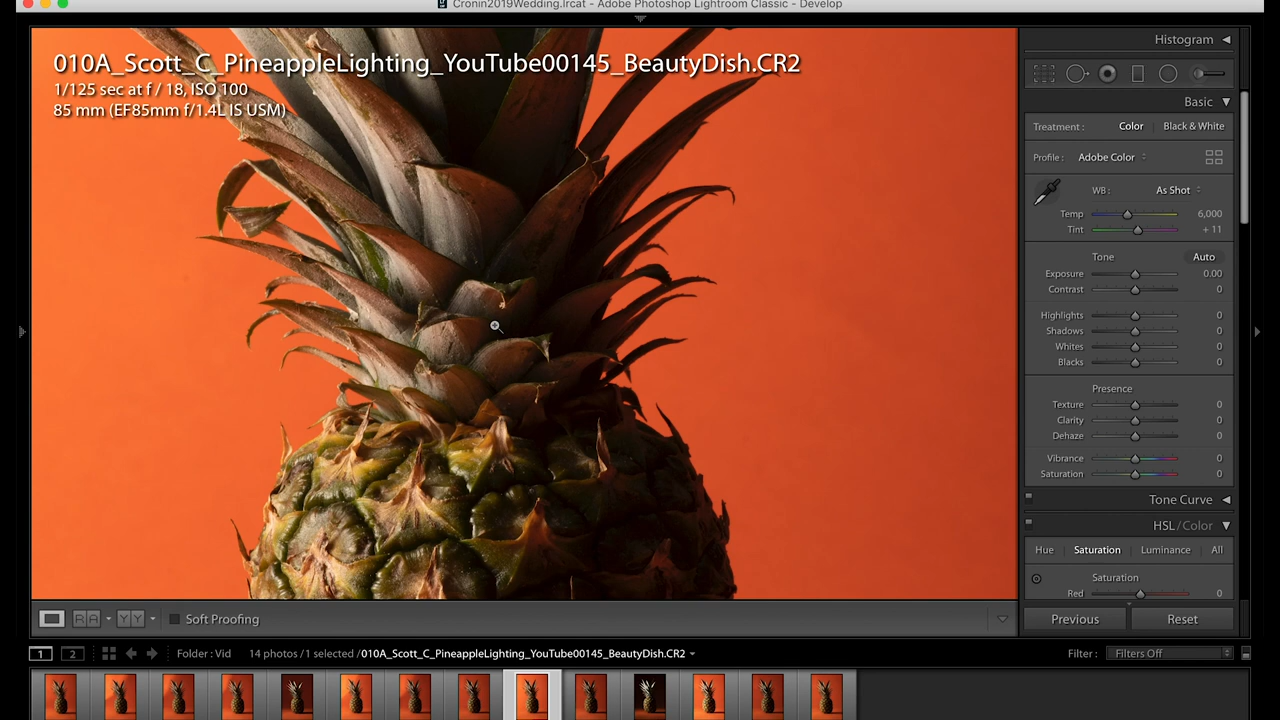 Cronin2019Wedding.lrcat - Adobe Photoshop Lightroom Classic - Develop
010A_Scott_C_PineappleLighting_YouTube00145_BeautyDish.CR2
1/125 sec at f / 18, ISO 100
85 mm (EF85mm f/1.4L IS USM)
Histogram
Basic
Treatment : Color Black & White
Profile : Adobe Color
WB : As Shot
Temp 6,000
Tint + 11
Tone Auto
Exposure 0.00
Contrast 0
Highlights 0
Shadows 0
Whites 0
Blacks 0
Presence
Texture 0
Clarity 0
Dehaze 0
Vibrance 0
Saturation 0
Tone Curve
HSL / Color
Hue Saturation Luminance All
Saturation
Red 0
Previous Reset
R A Y Y Soft Proofing
1 2 Folder : Vid 14 photos / 1 selected / 010A_Scott_C_PineappleLighting_YouTube00145_BeautyDish.CR2 Filter : Filters Off